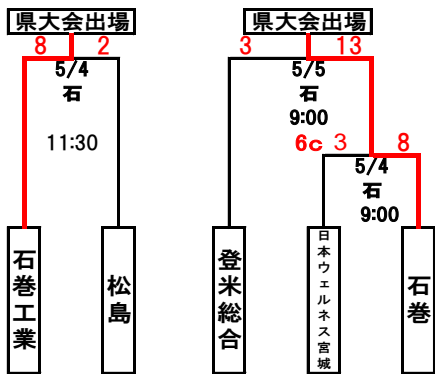 県大会出場
8 2
5/4
石
11:30
石巻工業
松島
県大会出場
3 13
5/5
石
9:00
6c 3 8
5/4
石
9:00
登米総合
日本ウェルネス宮城
石巻